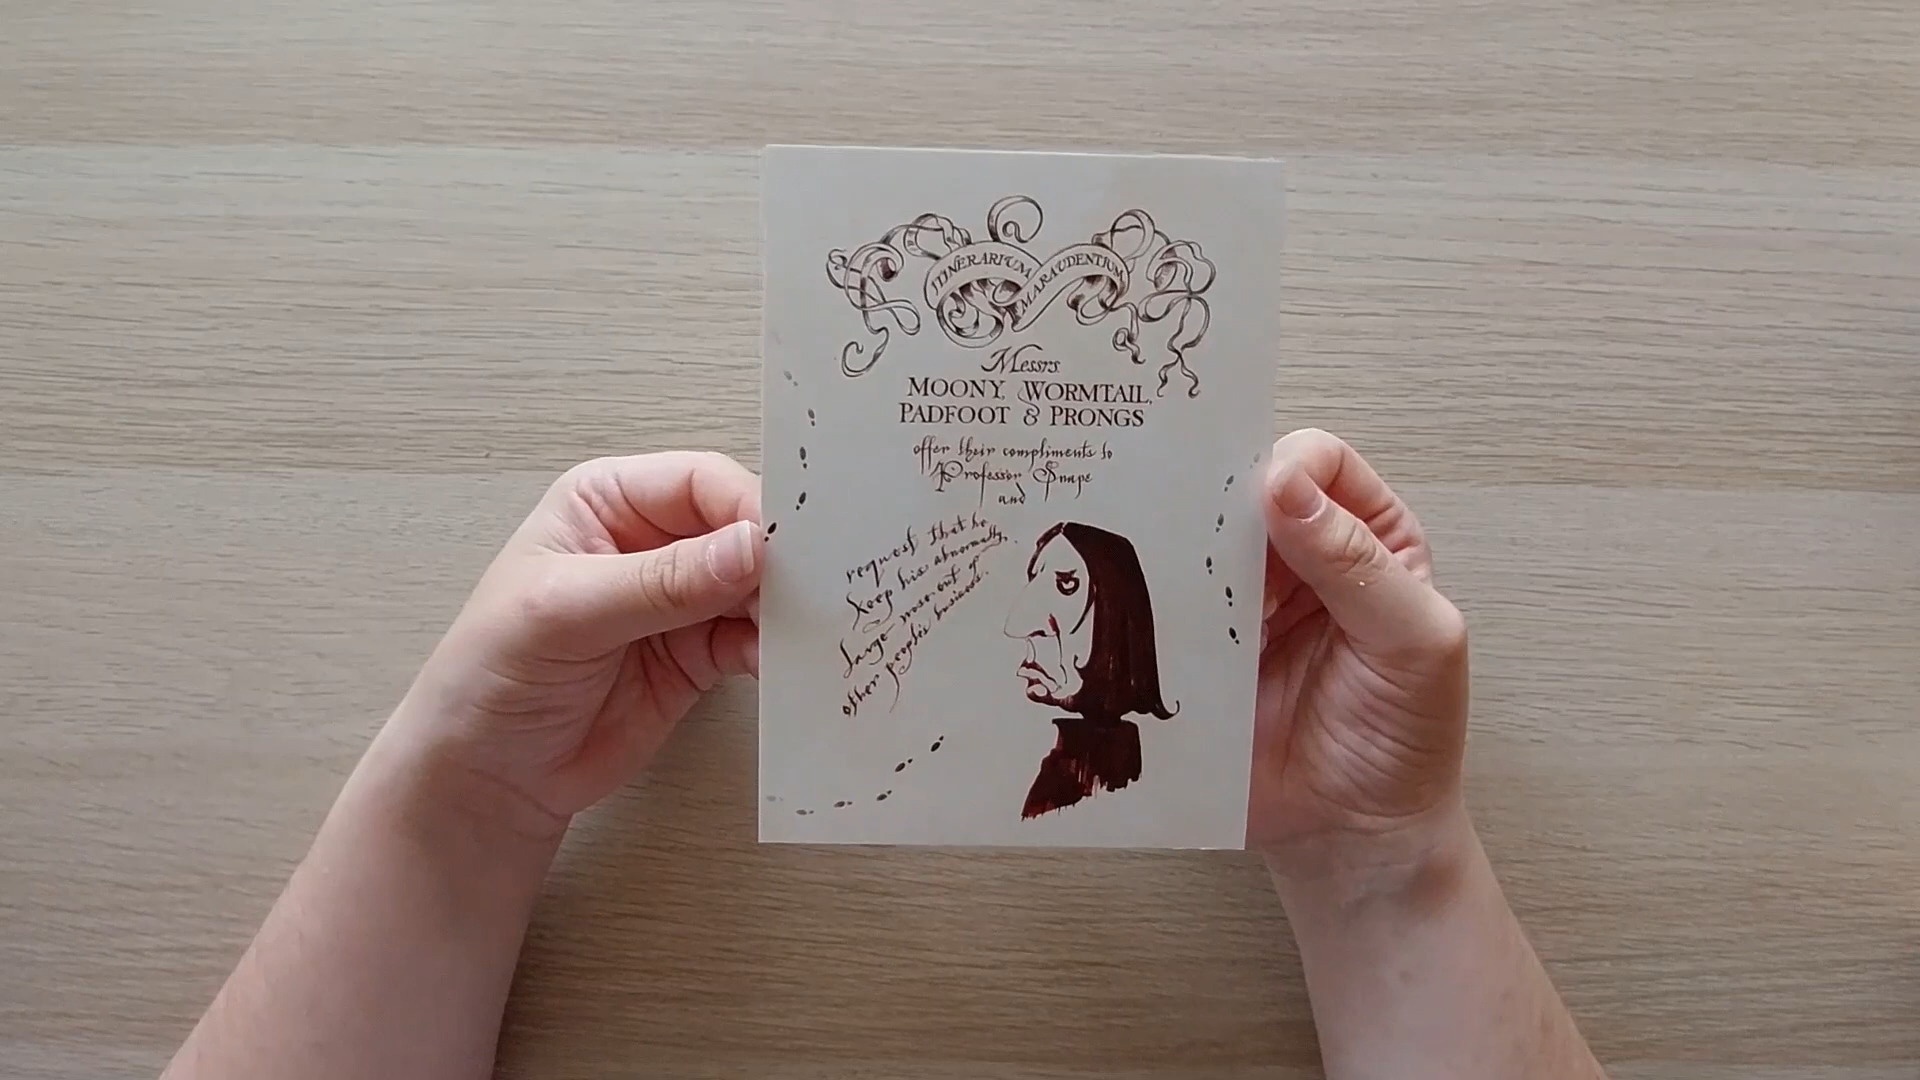 ITINERARIUM
MARAUDENTIUM
Messrs
MOONY, WORMTAIL,
PADFOOT & PRONGS
offer their compliments to
Professor Snape
and
request that he
keep his abnormally
large nose out of
other people's business.